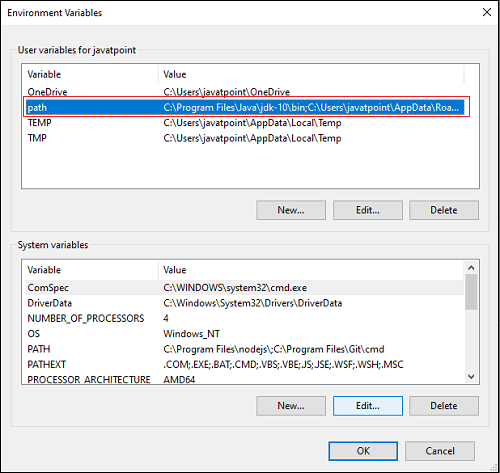 Environment Variables
User variables for javatpoint
Variable Value
OneDrive C:\Users\javatpoint\OneDrive
path C:\Program Files\Java\jdk-10\bin;C:\Users\javatpoint\AppData\Roa...
TEMP C:\Users\javatpoint\AppData\Local\Temp
TMP C:\Users\javatpoint\AppData\Local\Temp
New... Edit... Delete
System variables
Variable Value
ComSpec C:\WINDOWS\system32\cmd.exe
DriverData C:\Windows\System32\Drivers\DriverData
NUMBER_OF_PROCESSORS 4
OS Windows_NT
PATH C:\Program Files\nodejs\;C:\Program Files\Git\cmd
PATHEXT .COM;.EXE;.BAT;.CMD;.VBS;.VBE;.JS;.JSE;.WSF;.WSH;.MSC
PROCESSOR_ARCHITECTURE AMD64
New... Edit... Delete
OK Cancel